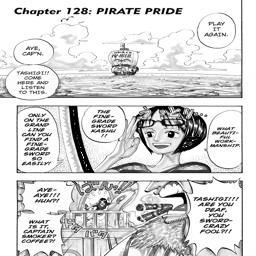 Chapter 128: PIRATE PRIDE
PLAY
IT
AGAIN.
AYE,
CAP'N.
TASHIGI!!
COME
HERE AND
LISTEN
TO THIS.
THE
FINE-
GRADE
SWORD
KASHU
!!
ONLY
ON THE
GRAND
LINE
CAN YOU
FIND A
FINE-
GRADE
SWORD
SO
EASILY!
WHAT
BEAUTI-
FUL
WORK-
MANSHIP.
AYE-
AYE!!!
HUH?!
TASHIGI!!!
ARE YOU
DEAF,
YOU
SWORD-
CRAZY
FOOL?!
WHAT
IS IT,
CAPTAIN
SMOKER?
COFFEE?!